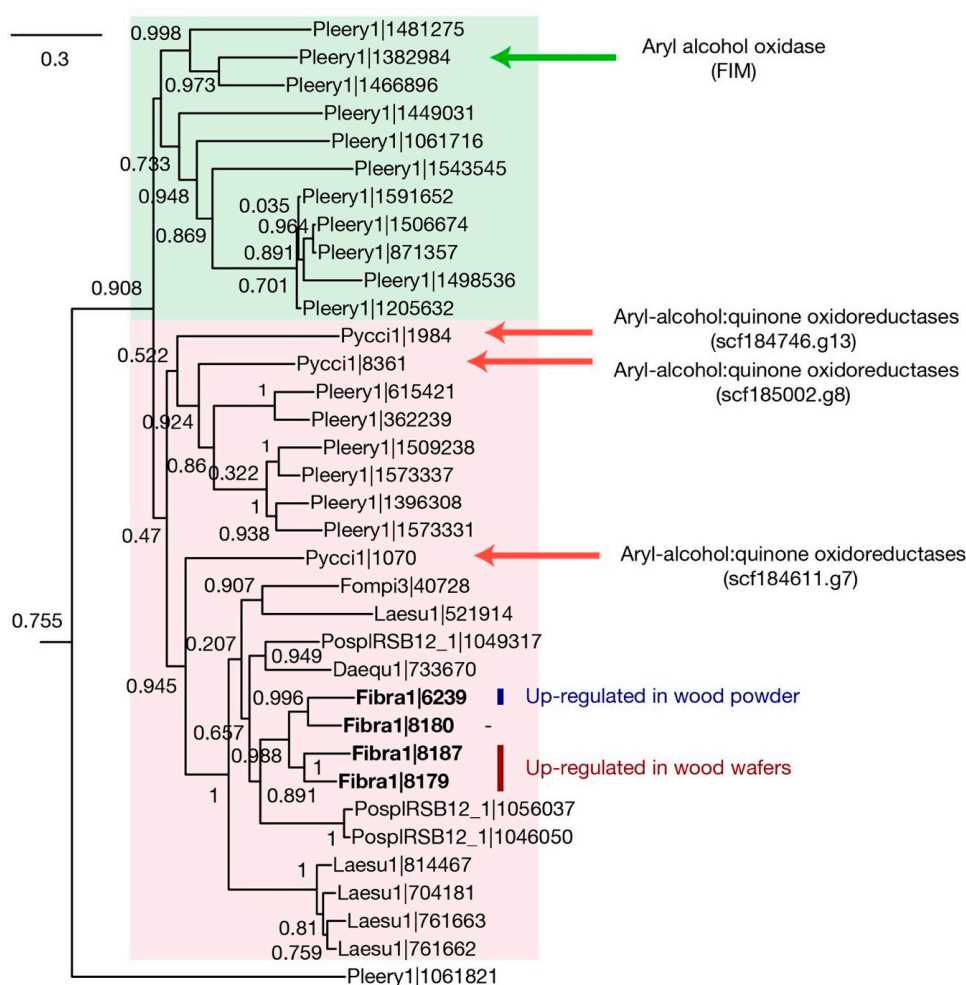 0.998
Pleery1|1481275
0.3
Pleery1|1382984
Aryl alcohol oxidase
(FIM)
0.973
Pleery1|1466896
Pleery1|1449031
Pleery1|1061716
0.733
Pleery1|1543545
0.948
Pleery1|1591652
0.035
0.964
Pleery1|1506674
0.869
0.891
Pleery1|871357
0.701
Pleery1|1498536
0.908
Pleery1|1205632
Pycci1|1984
Aryl-alcohol:quinone oxidoreductases
(scf184746.g13)
0.522
Pycci1|8361
Aryl-alcohol:quinone oxidoreductases
(scf185002.g8)
1
Pleery1|615421
0.924
Pleery1|362239
1
Pleery1|1509238
0.86
0.322
Pleery1|1573337
1
Pleery1|1396308
0.938
Pleery1|1573331
0.47
Pycci1|1070
Aryl-alcohol:quinone oxidoreductases
(scf184611.g7)
0.907
Fompi3|40728
Laesu1|521914
0.755
0.207
PosplRSB12_1|1049317
0.949
Daequ1|733670
0.945
0.996
Fibra1|6239
Up-regulated in wood powder
Fibra1|8180 -
0.657
0.988
Fibra1|8187
1
Up-regulated in wood wafers
Fibra1|8179
1
0.891
PosplRSB12_1|1056037
1
PosplRSB12_1|1046050
1
Laesu1|814467
Laesu1|704181
Laesu1|761663
0.81
0.759
Laesu1|761662
Pleery1|1061821